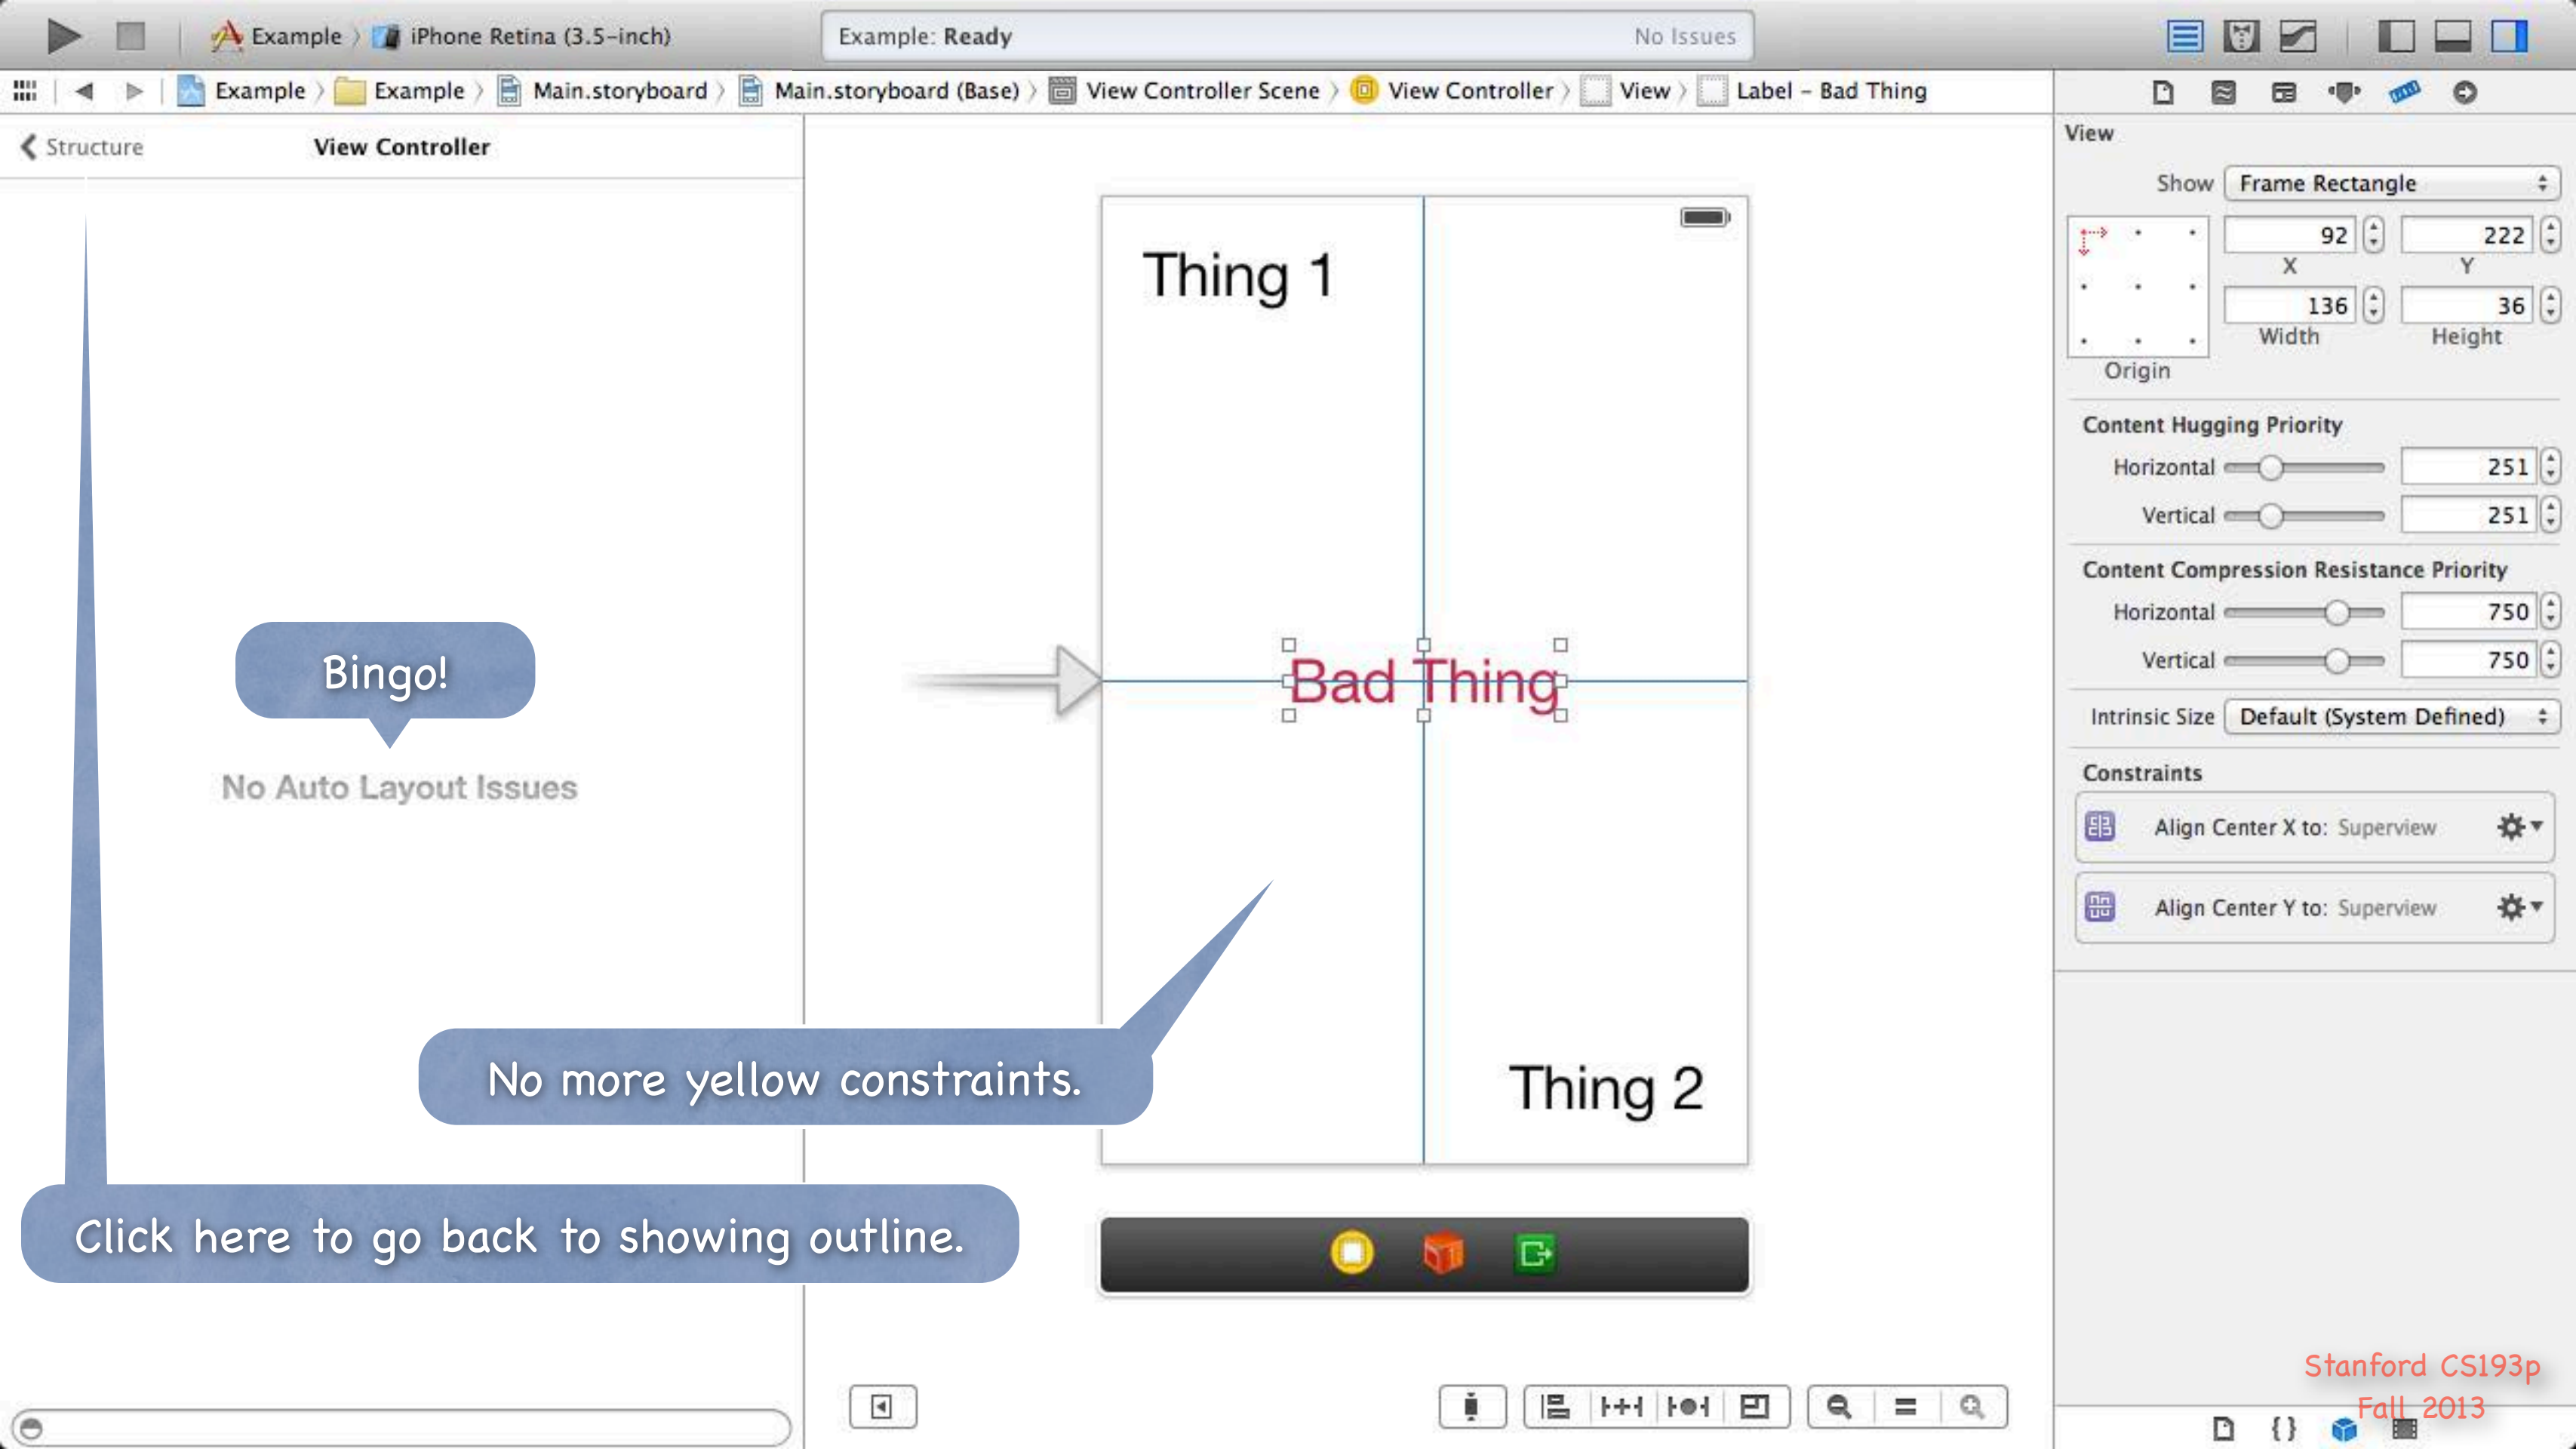 Example > iPhone Retina (3.5-inch)
Example: Ready
No Issues
Example > Example > Main.storyboard > Main.storyboard (Base) > View Controller Scene > View Controller > View > Label – Bad Thing
Structure
View Controller
Bingo!
No Auto Layout Issues
No more yellow constraints.
Click here to go back to showing outline.
Thing 1
Bad Thing
Thing 2
View
Show Frame Rectangle
92 222
X Y
136 36
Width Height
Origin
Content Hugging Priority
Horizontal 251
Vertical 251
Content Compression Resistance Priority
Horizontal 750
Vertical 750
Intrinsic Size Default (System Defined)
Constraints
Align Center X to: Superview
Align Center Y to: Superview
Stanford CS193p
Fall 2013